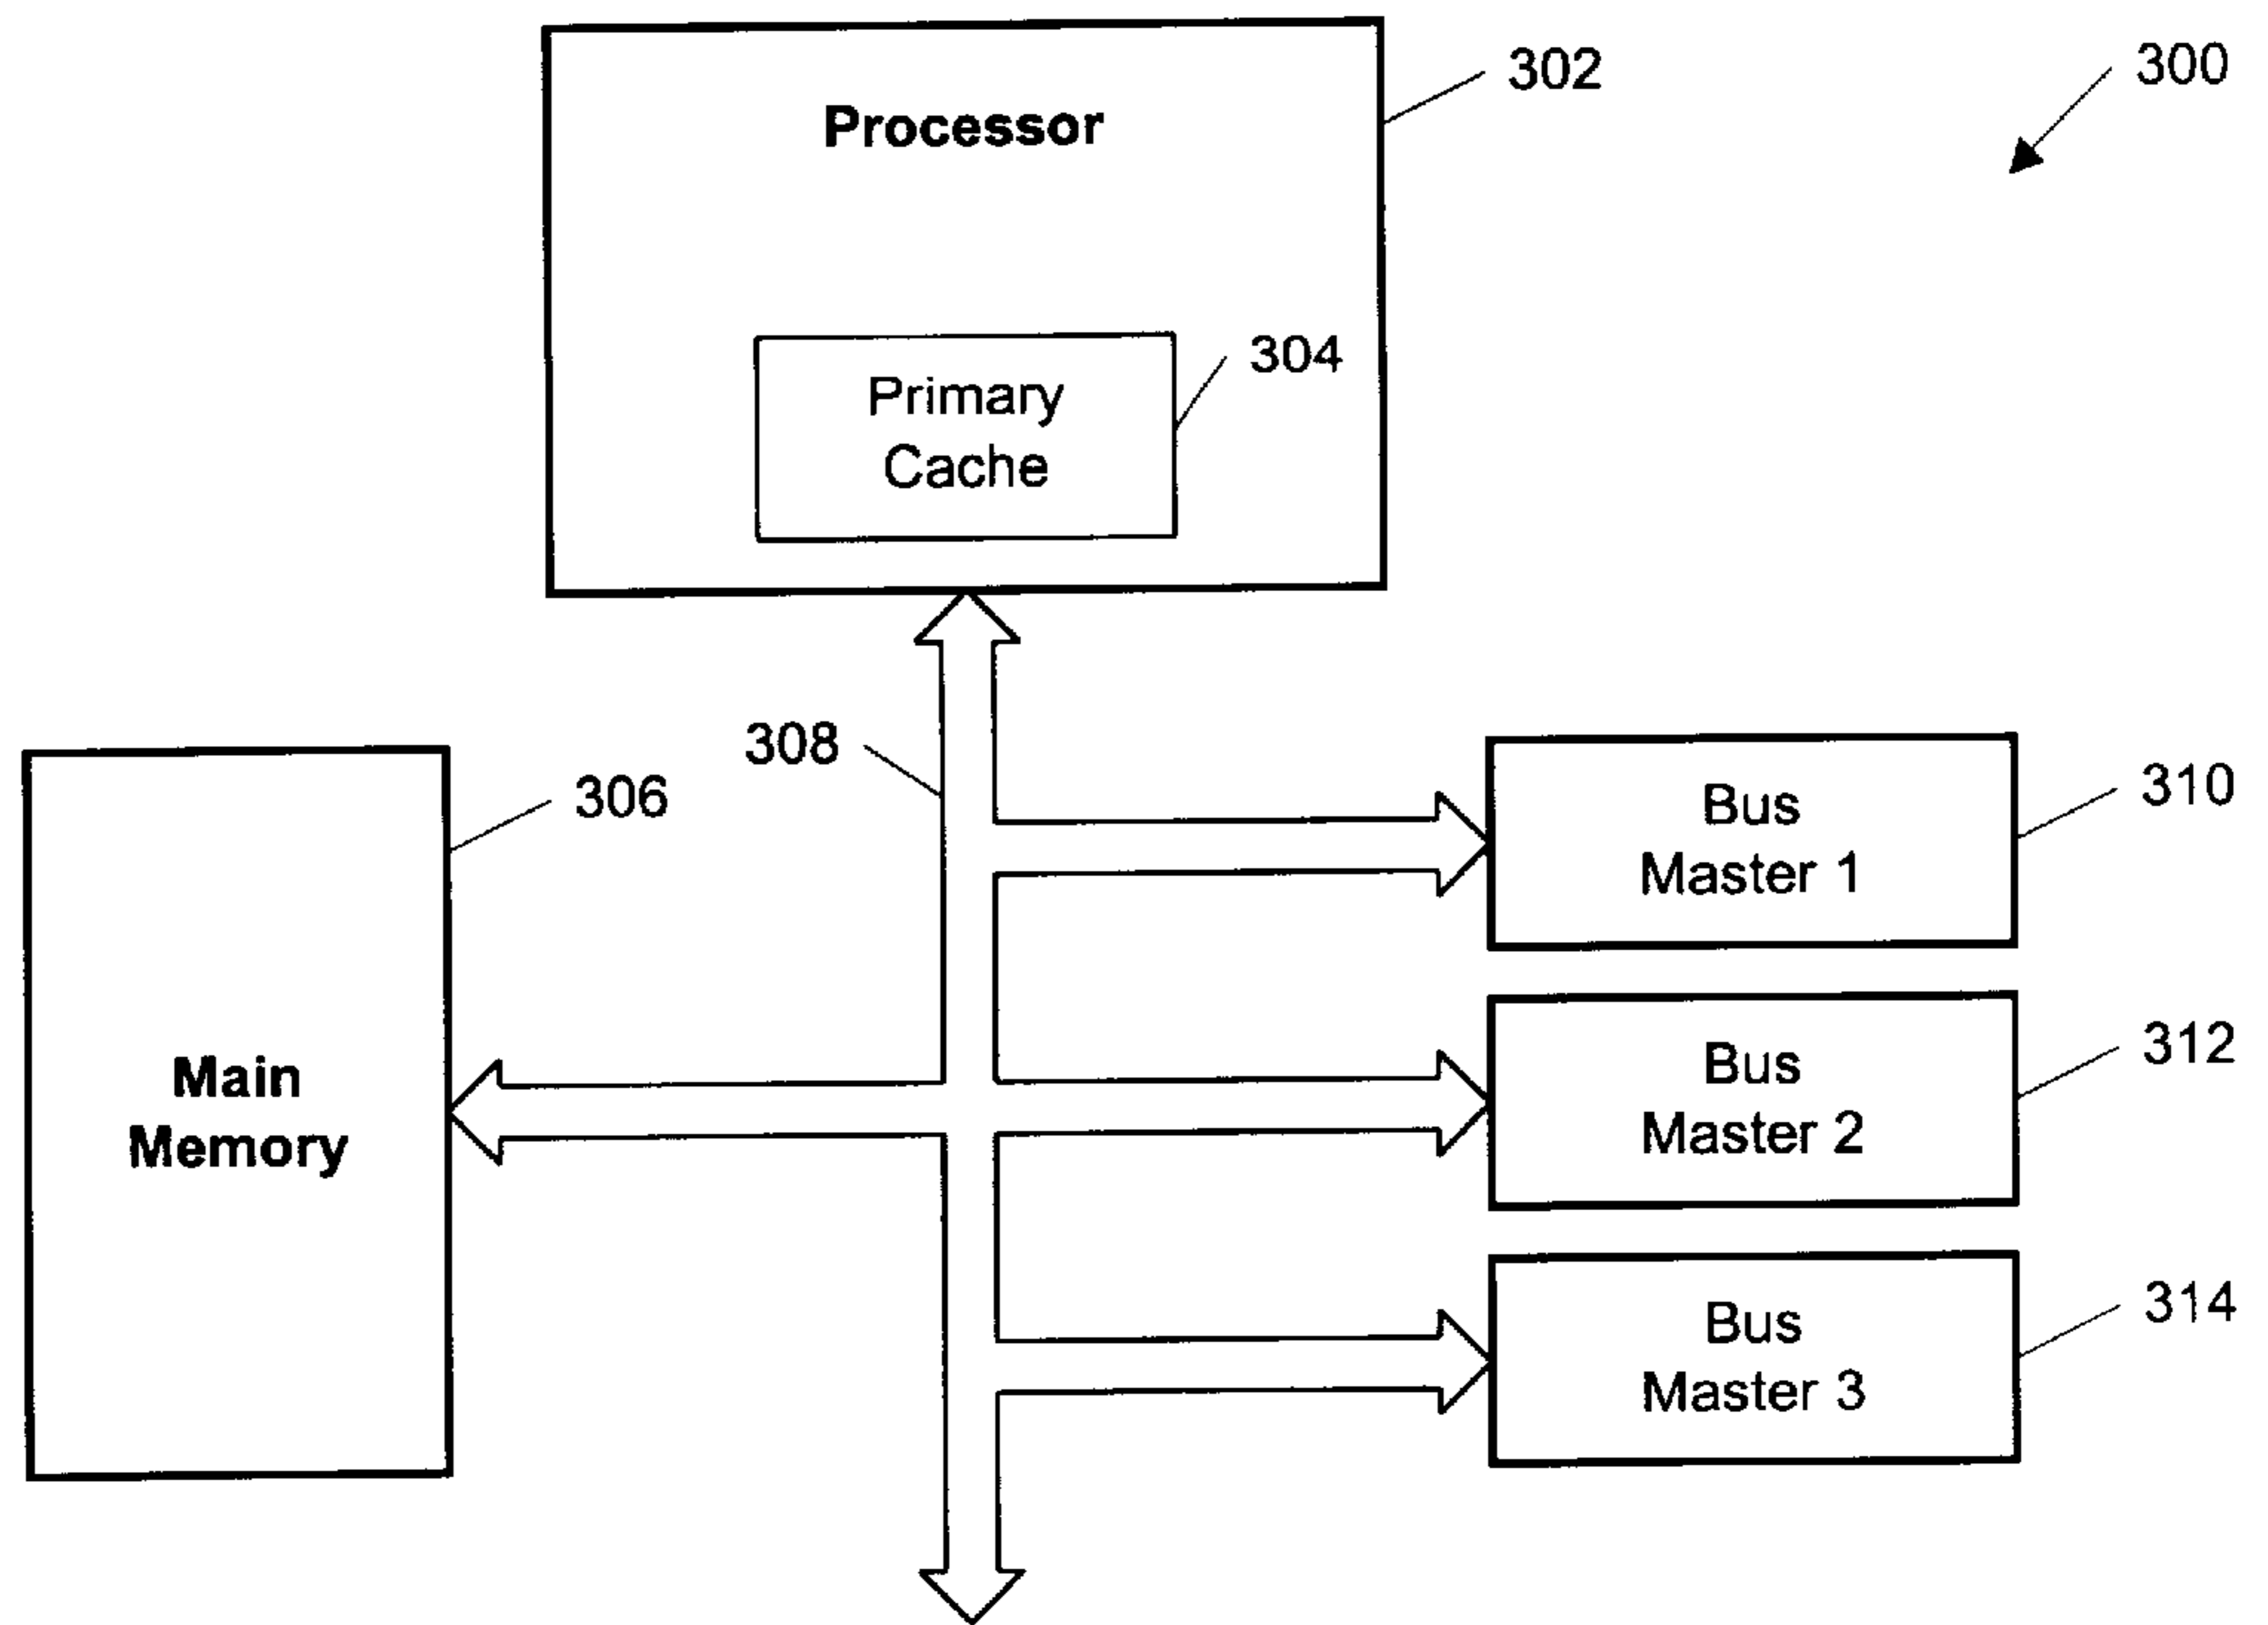 302
300
Processor
304
Primary
Cache
308
306
310
Bus
Master 1
Main
Memory
312
Bus
Master 2
314
Bus
Master 3